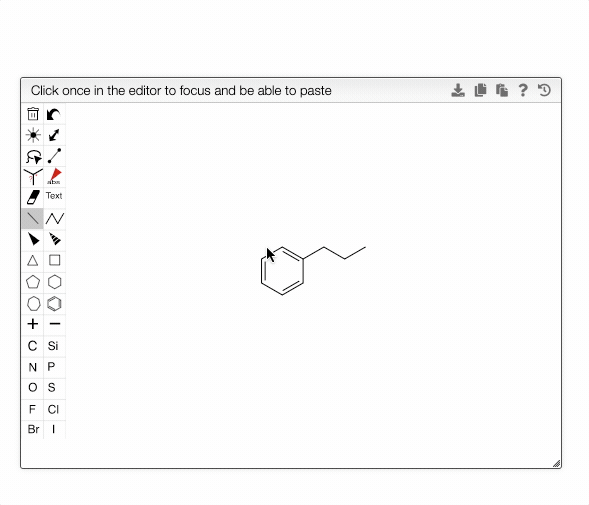 Click once in the editor to focus and be able to paste
?
?
abs
Text
+ −
C Si
N P
O S
F Cl
Br I